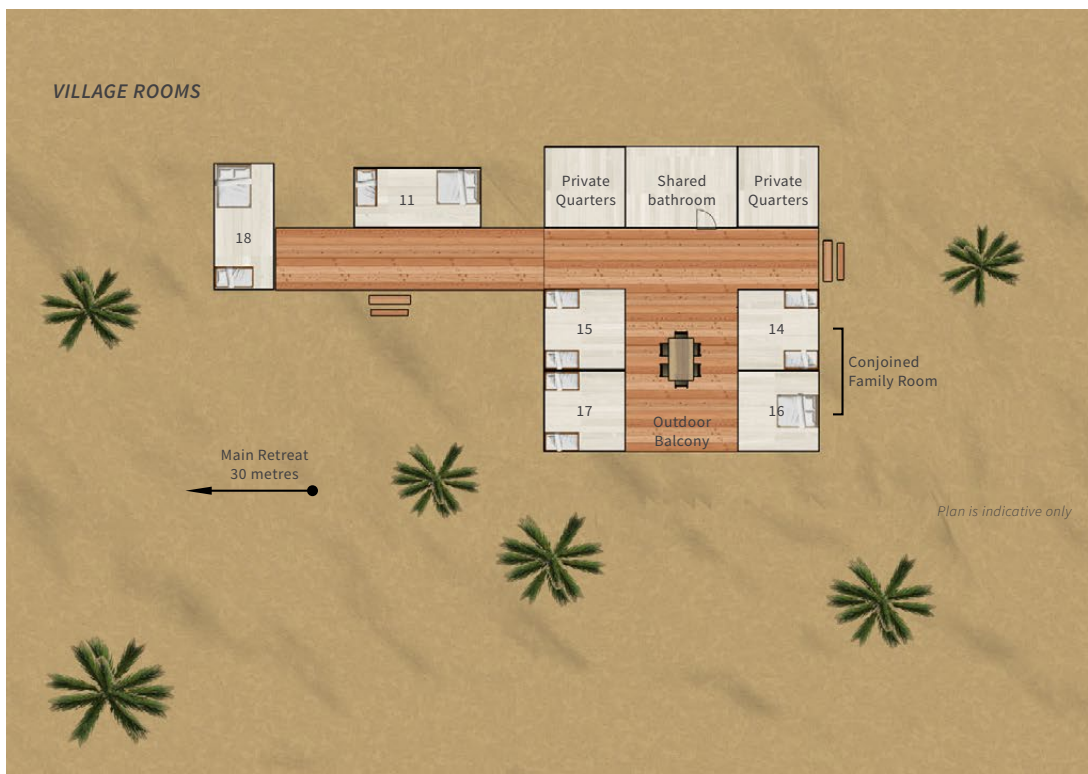 VILLAGE ROOMS
Private
Quarters
Shared
bathroom
Private
Quarters
11
18
15
14
Conjoined
Family Room
17
16
Outdoor
Balcony
Main Retreat
30 metres
Plan is indicative only